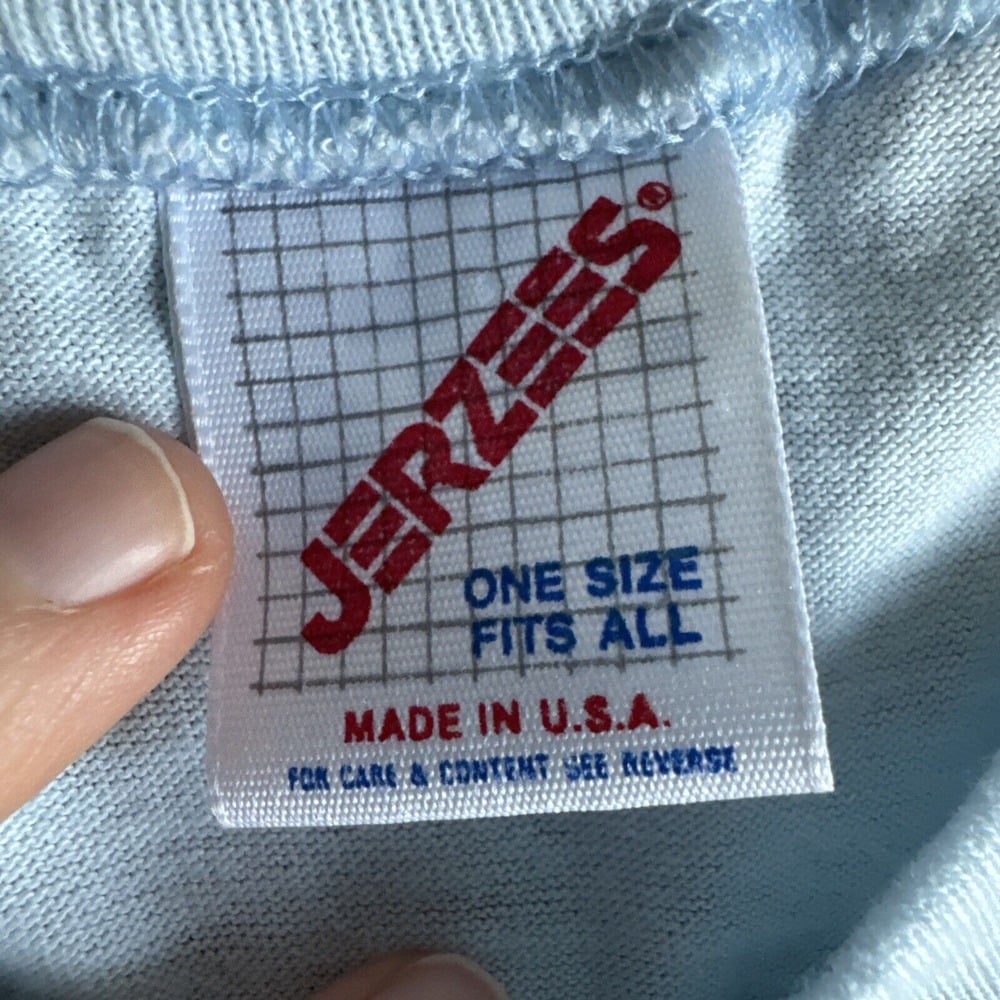 JERZEES®
ONE SIZE
FITS ALL
MADE IN U.S.A.
FOR CARE & CONTENT SEE REVERSE